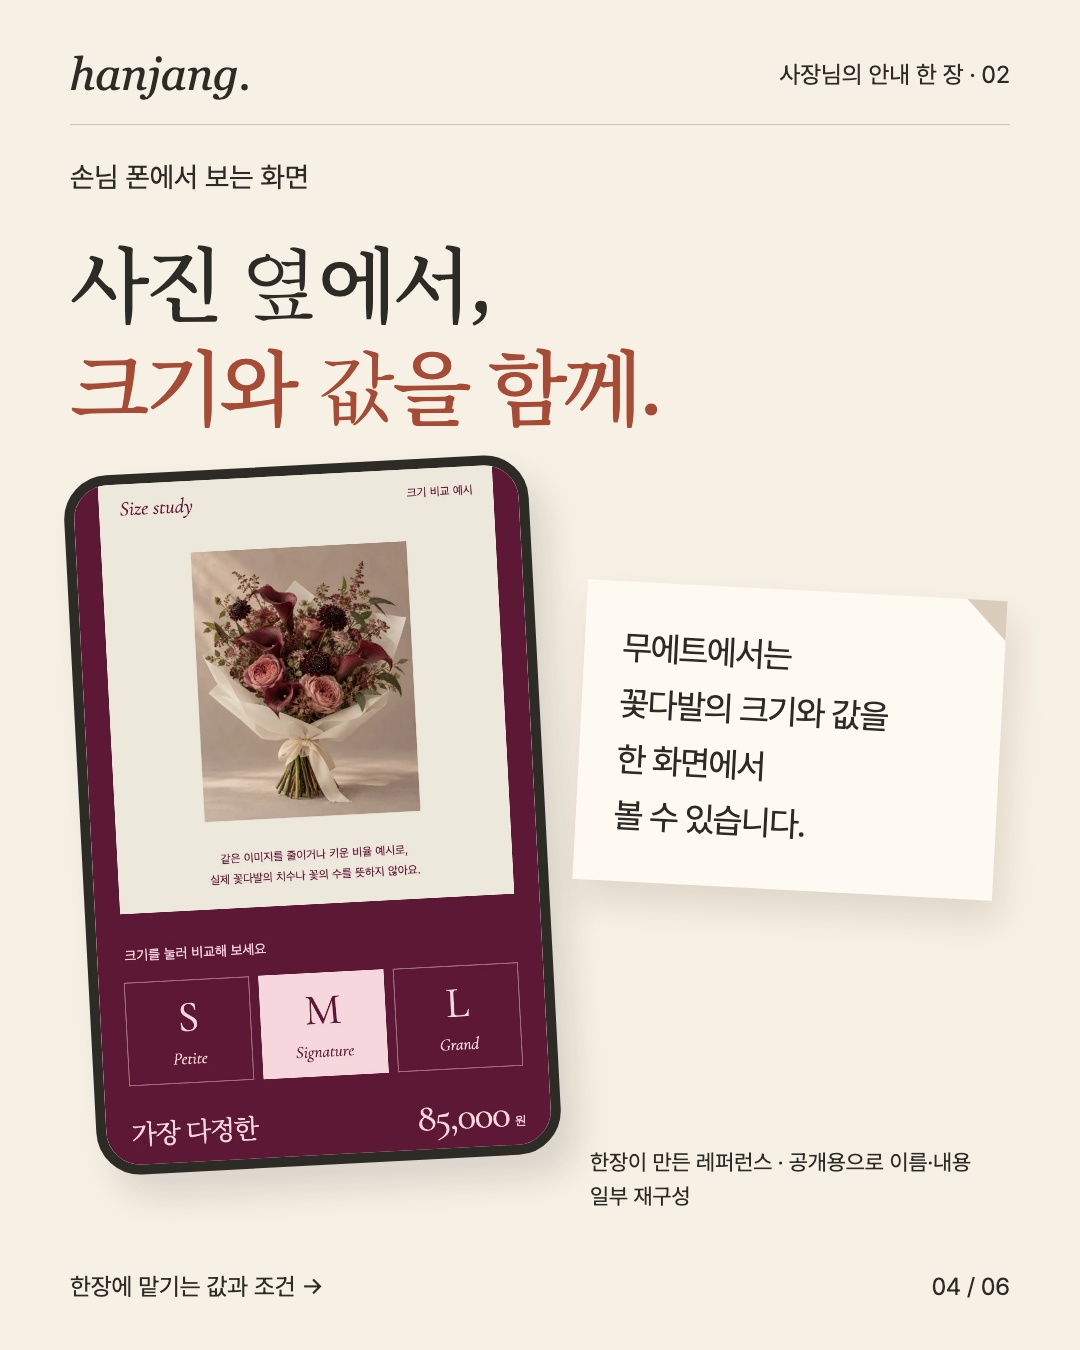 hanjang.
사장님의 안내 한 장 · 02
손님 폰에서 보는 화면
사진 옆에서,
크기와 값을 함께.
Size study
크기 비교 예시
같은 이미지를 줄이거나 키운 비율 예시로,
실제 꽃다발의 치수나 꽃의 수를 뜻하지 않아요.
크기를 눌러 비교해 보세요
S
Petite
M
Signature
L
Grand
가장 다정한
85,000 원
무에트에서는
꽃다발의 크기와 값을
한 화면에서
볼 수 있습니다.
한장이 만든 레퍼런스 · 공개용으로 이름·내용
일부 재구성
한장에 맡기는 값과 조건 →
04 / 06